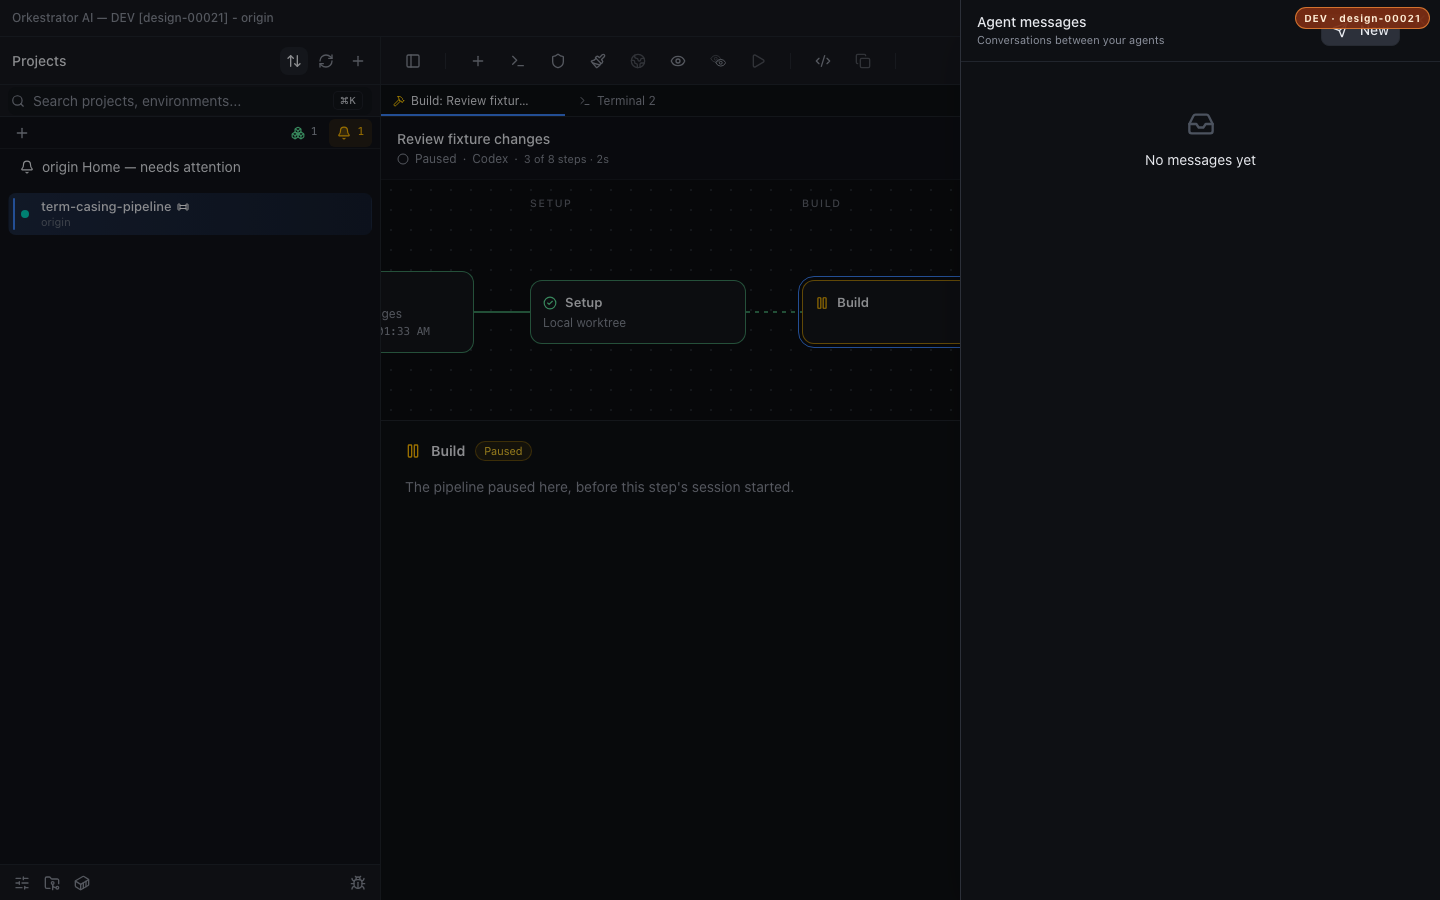 Orkestrator AI — DEV [design-00021] - origin
Projects
Search projects, environments...
⌘K
1
1
origin Home — needs attention
term-casing-pipeline
origin
Build: Review fixtur...
Terminal 2
Review fixture changes
Paused · Codex · 3 of 8 steps · 2s
SETUP
BUILD
ges
01:33 AM
Setup
Local worktree
Build
Build
Paused
The pipeline paused here, before this step's session started.
Agent messages
Conversations between your agents
DEV · design-00021
New
No messages yet